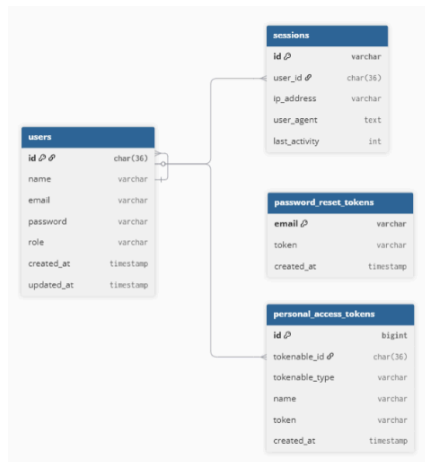 sessions
id varchar
user_id char(36)
ip_address varchar
user_agent text
last_activity int
users
id char(36)
name varchar
email varchar
password varchar
role varchar
created_at timestamp
updated_at timestamp
password_reset_tokens
email varchar
token varchar
created_at timestamp
personal_access_tokens
id bigint
tokenable_id char(36)
tokenable_type varchar
name varchar
token varchar
created_at timestamp